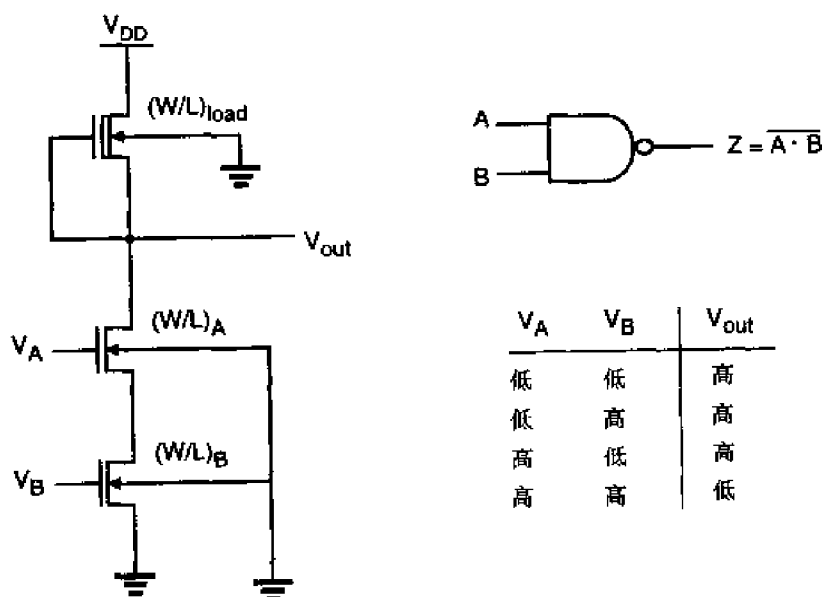 V_DD
(W/L)_load
V_out
V_A
(W/L)_A
V_B
(W/L)_B
A
B
Z = \overline{A · B}
V_A V_B V_out
低 低 高
低 高 高
高 低 高
高 高 低